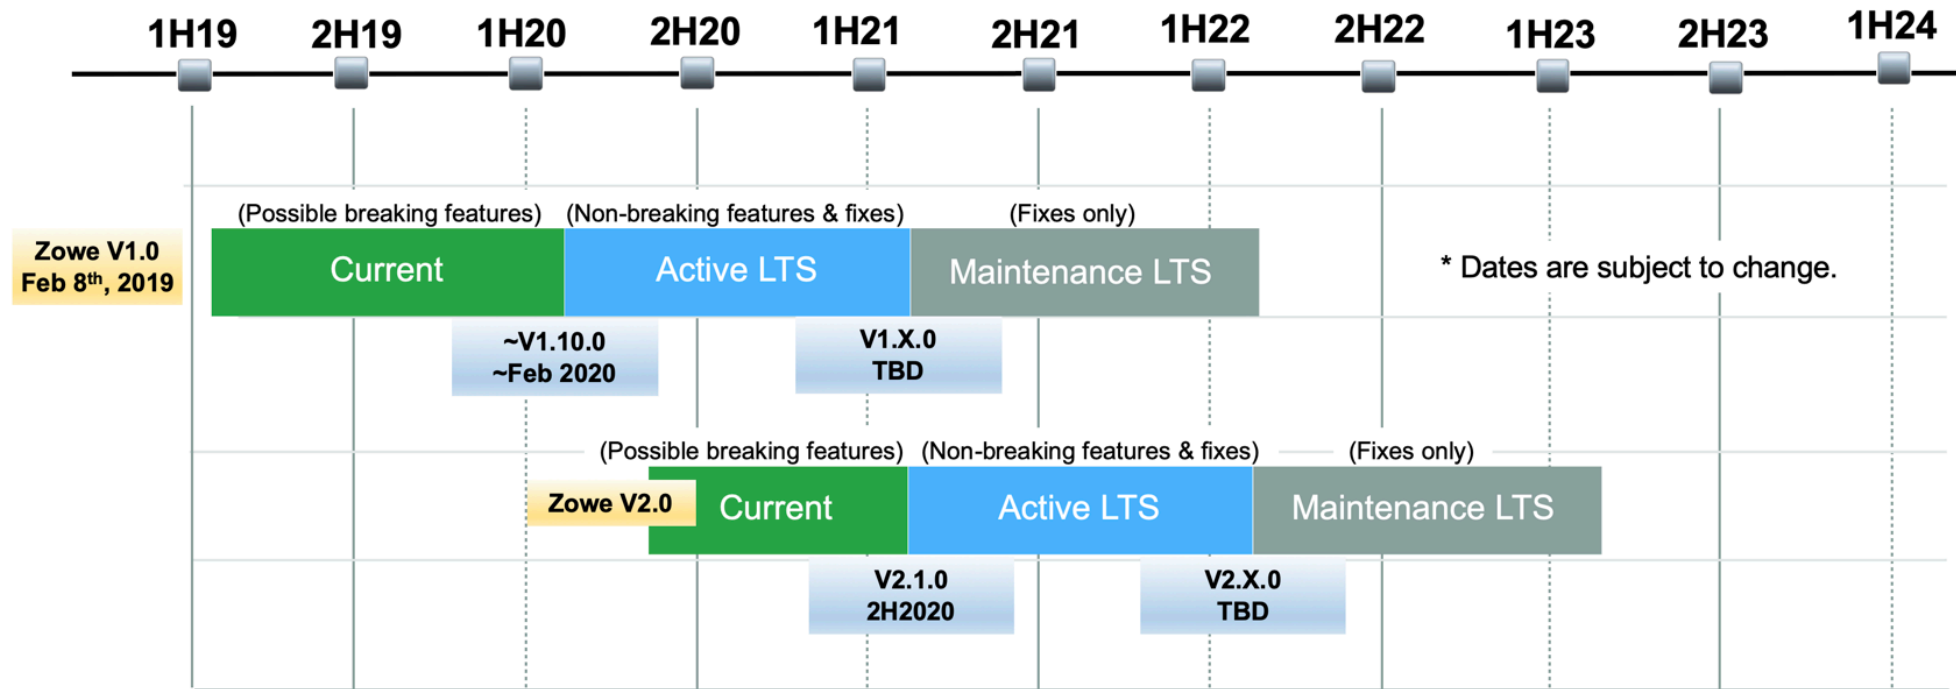 1H19 2H19 1H20 2H20 1H21 2H21 1H22 2H22 1H23 2H23 1H24
(Possible breaking features) (Non-breaking features & fixes) (Fixes only)
Zowe V1.0
Feb 8th, 2019
Current Active LTS Maintenance LTS
* Dates are subject to change.
~V1.10.0
~Feb 2020
V1.X.0
TBD
(Possible breaking features) (Non-breaking features & fixes) (Fixes only)
Zowe V2.0 Current Active LTS Maintenance LTS
V2.1.0
2H2020
V2.X.0
TBD